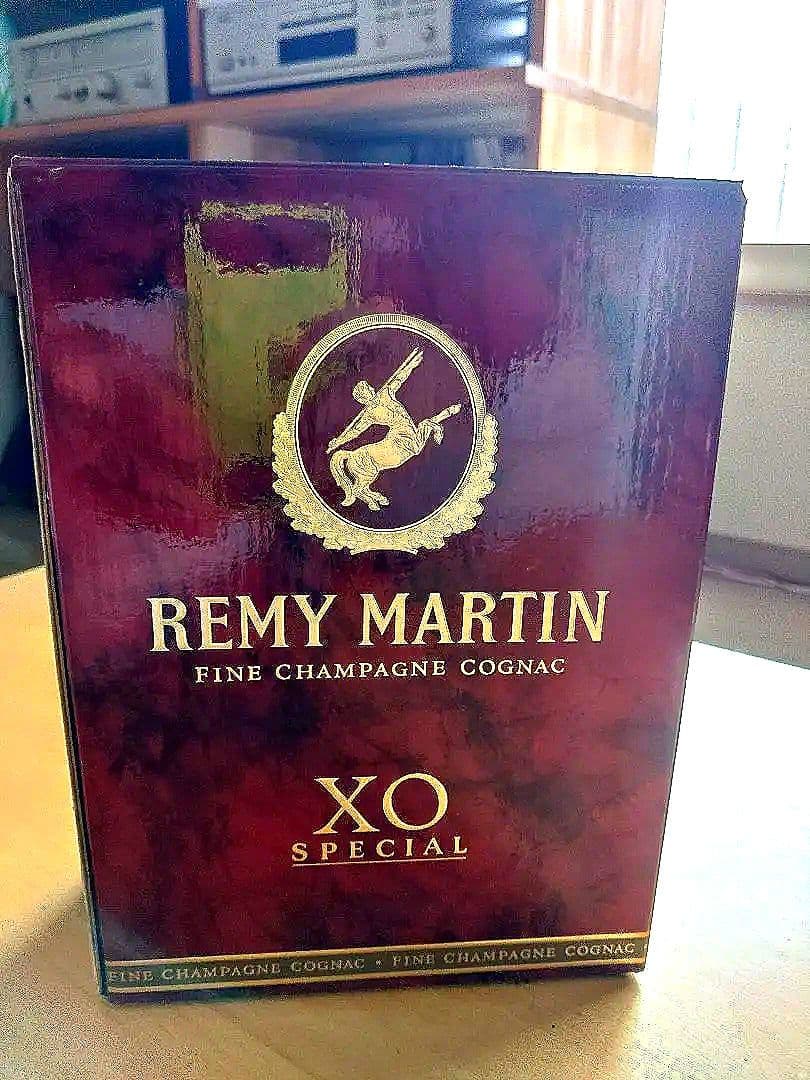 REMY MARTIN
FINE CHAMPAGNE COGNAC
XO
SPECIAL
FINE CHAMPAGNE COGNAC • FINE CHAMPAGNE COGNAC